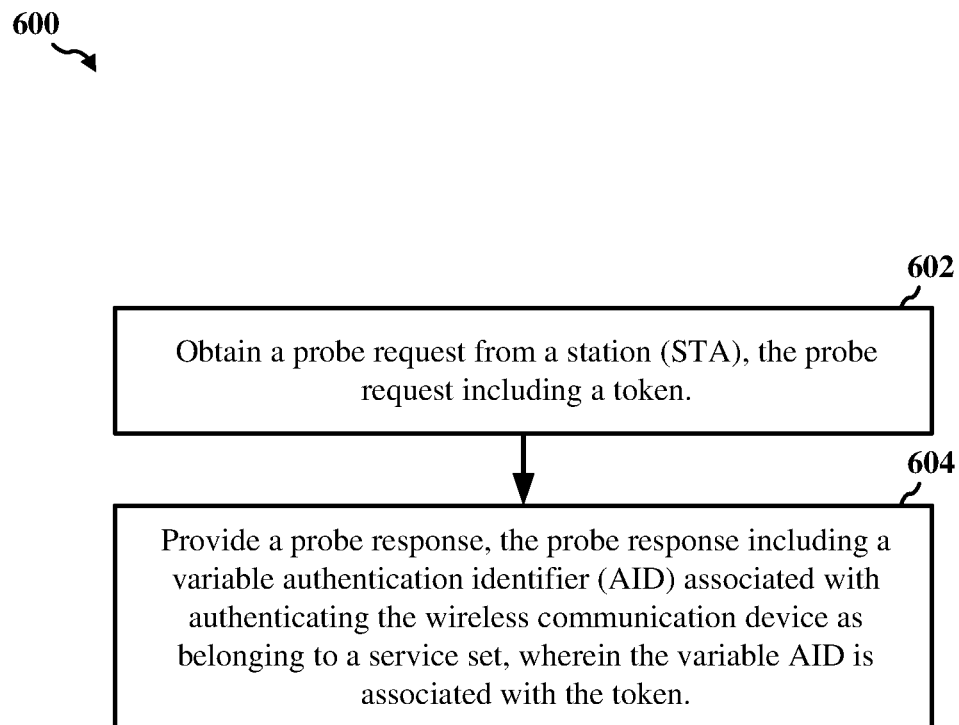 600
602
Obtain a probe request from a station (STA), the probe
request including a token.
604
Provide a probe response, the probe response including a
variable authentication identifier (AID) associated with
authenticating the wireless communication device as
belonging to a service set, wherein the variable AID is
associated with the token.